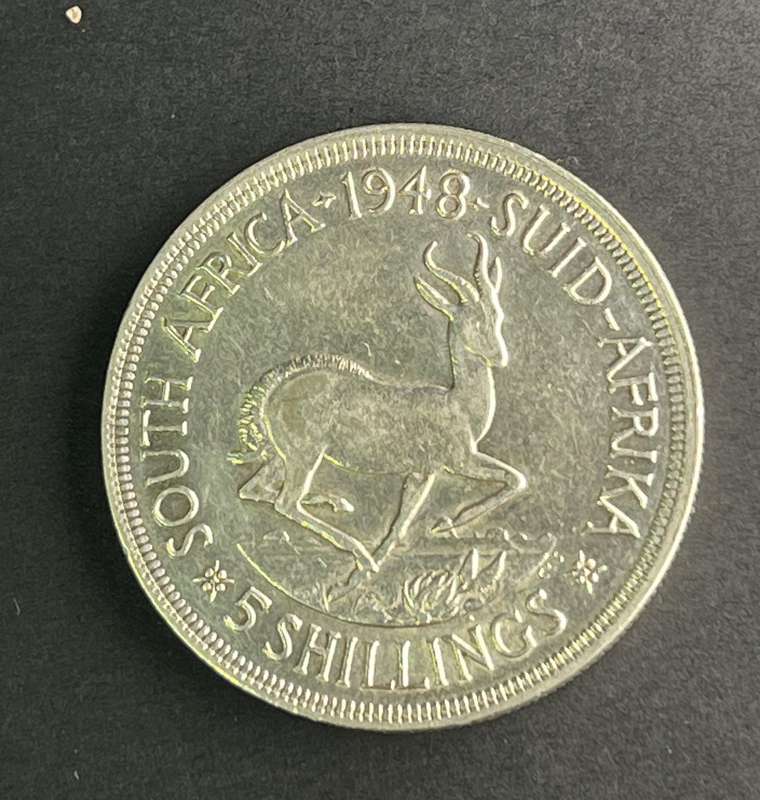 SOUTH AFRICA · 1948 · SUID-AFRIKA
5 SHILLINGS